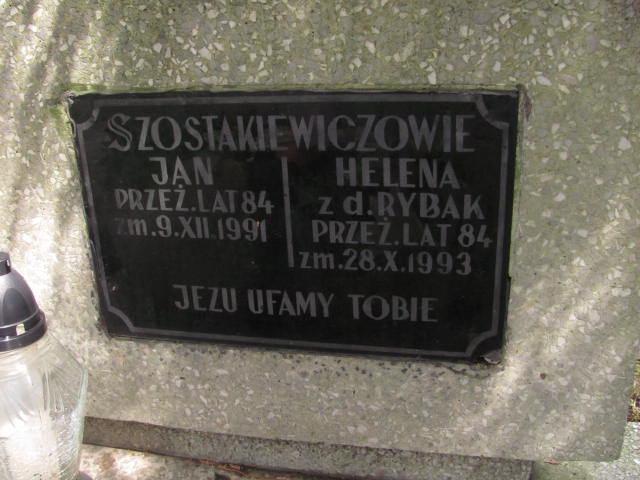 SZOSTAKIEWICZOWIE
JAN
PRZEŻ. LAT 84
zm. 9. XII. 1991
HELENA
z d. RYBAK
PRZEŻ. LAT 84
zm. 28. X. 1993
JEZU UFAMY TOBIE